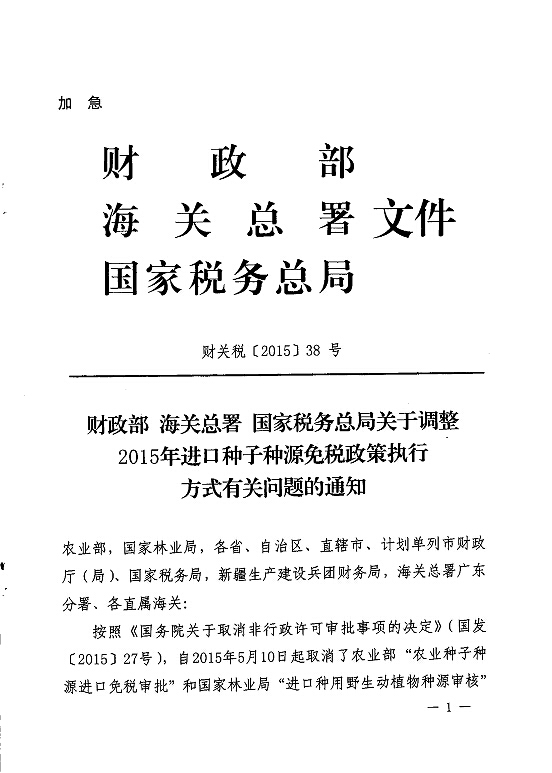 加 急
财 政 部
海 关 总 署 文件
国家税务总局
财关税〔2015〕38 号
财政部 海关总署 国家税务总局关于调整
2015年进口种子种源免税政策执行
方式有关问题的通知
农业部，国家林业局，各省、自治区、直辖市、计划单列市财政
厅（局）、国家税务局，新疆生产建设兵团财务局，海关总署广东
分署、各直属海关：
按照《国务院关于取消非行政许可审批事项的决定》（国发
〔2015〕27号），自2015年5月10日起取消了农业部“农业种子种
源进口免税审批”和国家林业局“进口种用野生动植物种源审核”
— 1 —